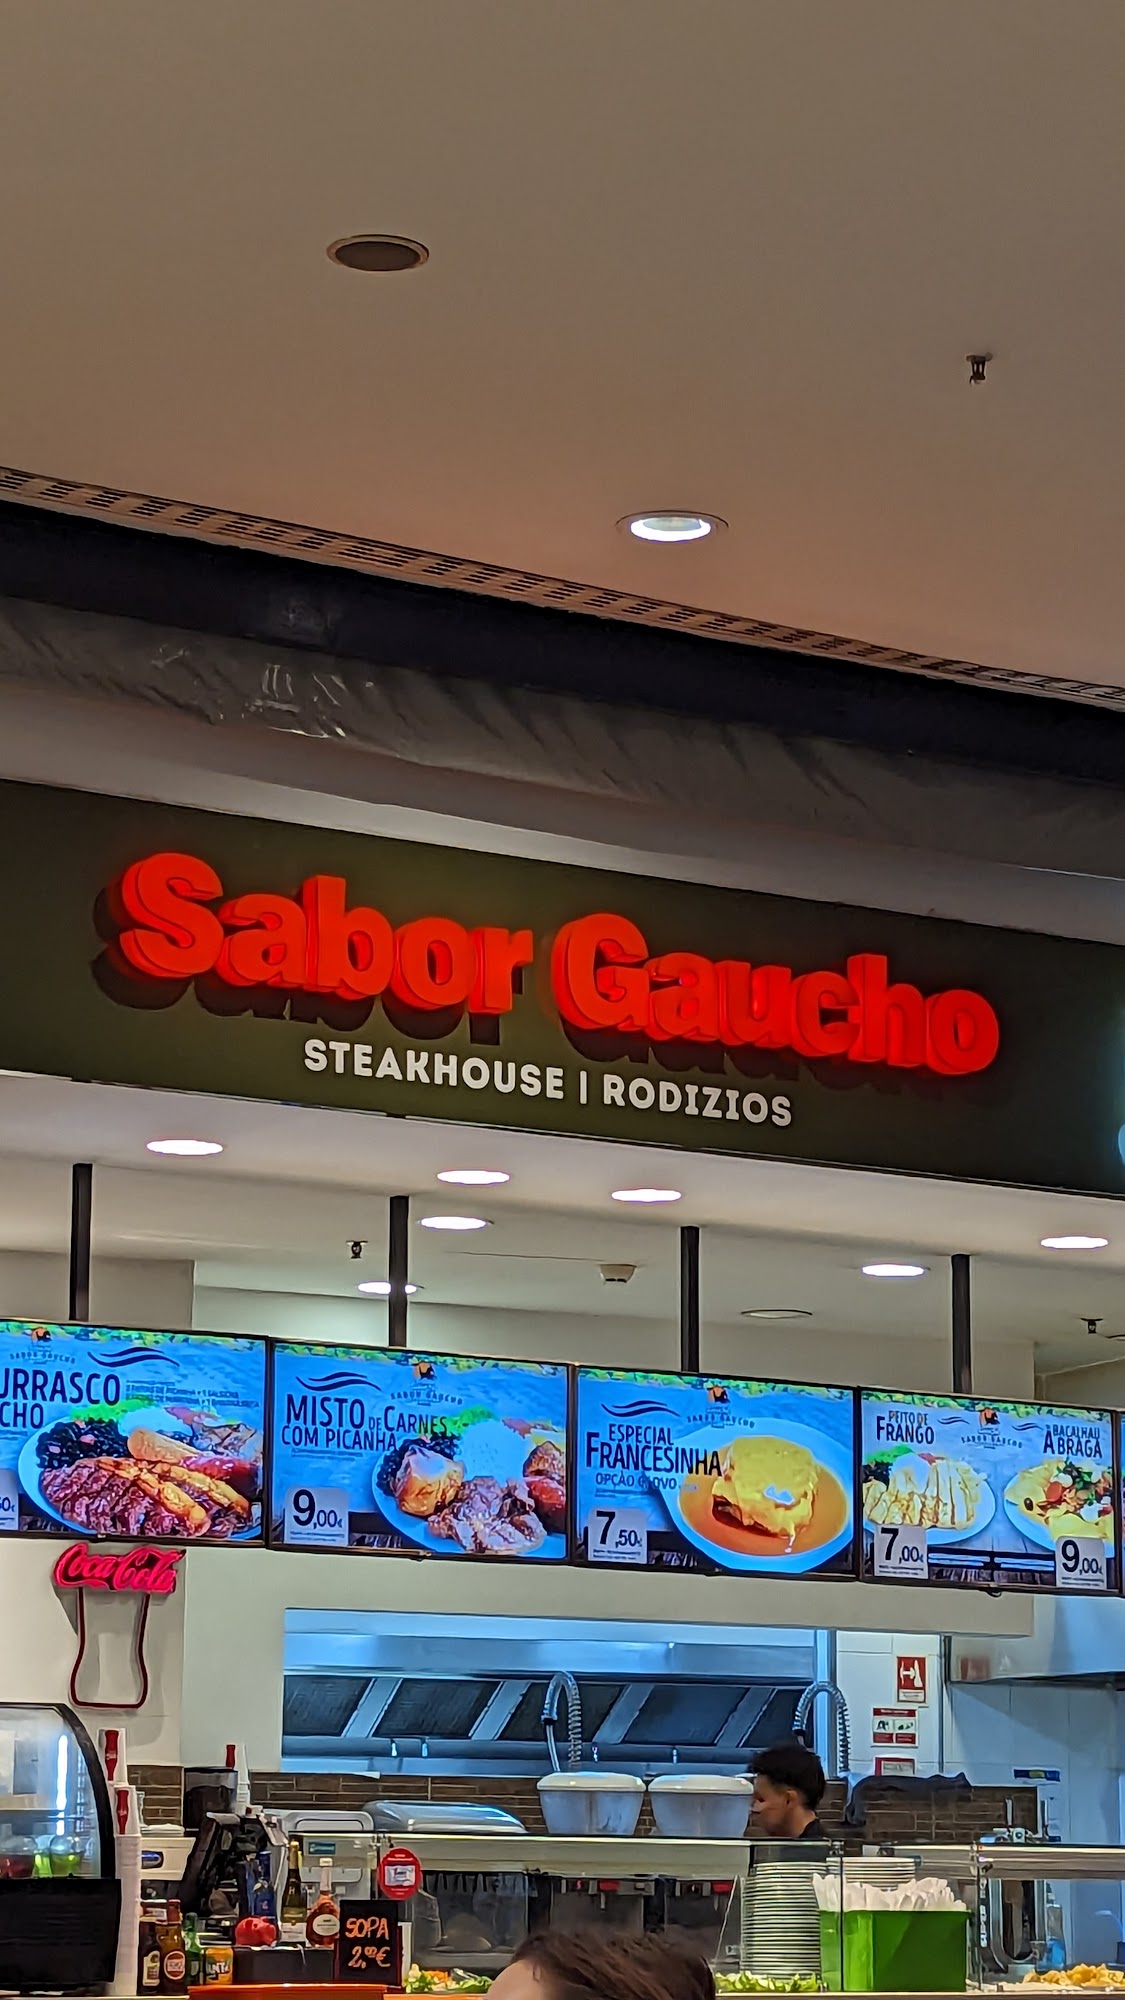 Sabor Gaucho
STEAKHOUSE | RODIZIOS
URRASCO
CHO
MISTO DE CARNES
COM PICANHA
9,00€
ESPECIAL
FRANCESINHA
7,50€
PEITO DE
FRANGO
7,00€
BACALHAU
À BRAGA
9,00€
Coca-Cola
SOPA
2,00€